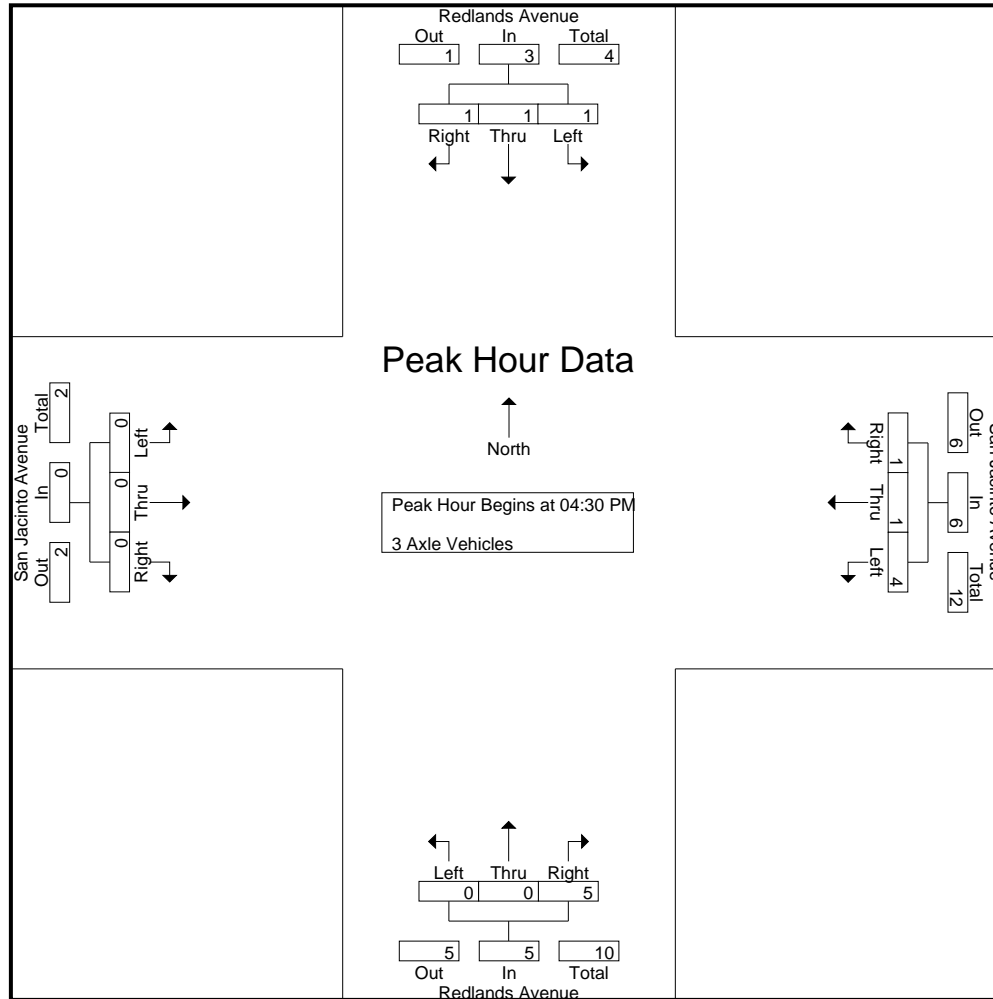 Redlands Avenue
Out In Total
1 3 4
1 1 1
Right Thru Left
Peak Hour Data
North
Peak Hour Begins at 04:30 PM
3 Axle Vehicles
San Jacinto Avenue
Total In Out
2 0 2
0 0 0
Left Thru Right
Out In Total
6 6 12
Right Thru Left
1 1 4
Left Thru Right
0 0 5
5 5 10
Out In Total
Redlands Avenue